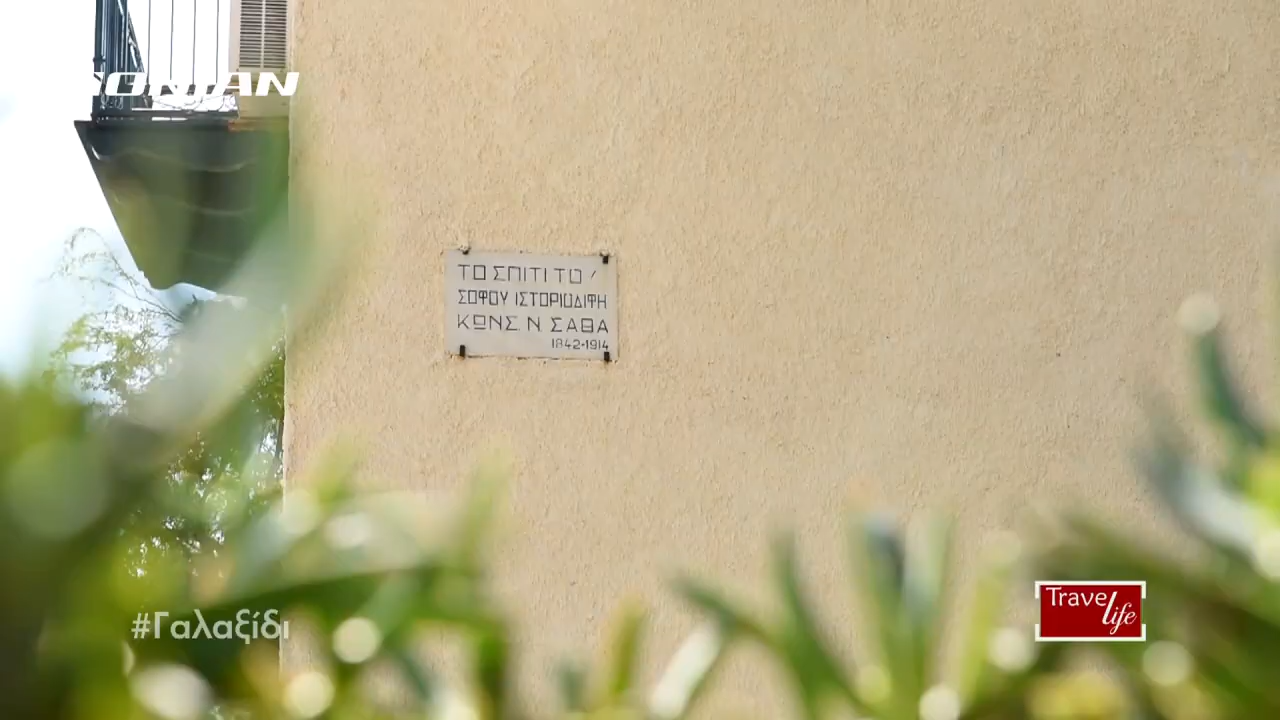 IONIAN
ΤΟ ΣΠΙΤΙ ΤΟΥ
ΣΟΦΟΥ ΙΣΤΟΡΙΟΔΙΦΗ
ΚΩΝΣ. Ν. ΣΑΘΑ
1842-1914
#Γαλαξίδι
Travel
life